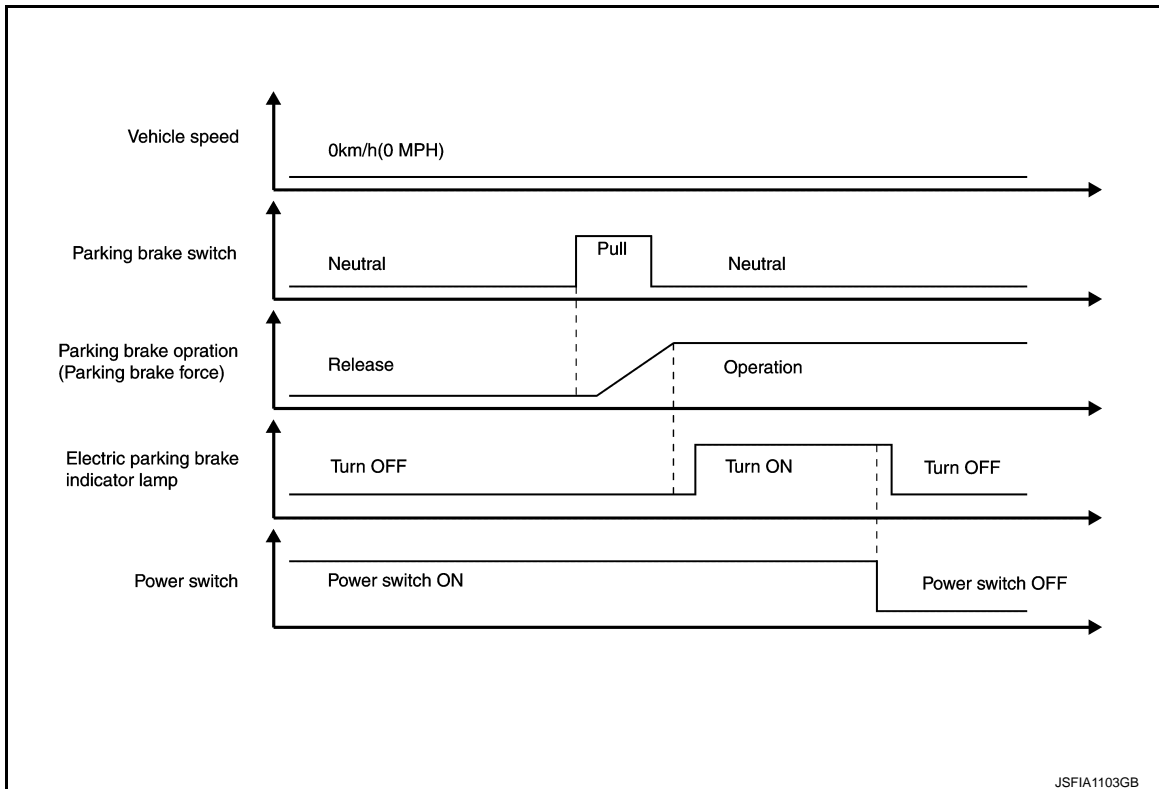 Vehicle speed
0km/h(0 MPH)
Parking brake switch
Neutral
Pull
Neutral
Parking brake opration
(Parking brake force)
Release
Operation
Electric parking brake
indicator lamp
Turn OFF
Turn ON
Turn OFF
Power switch
Power switch ON
Power switch OFF
JSFIA1103GB